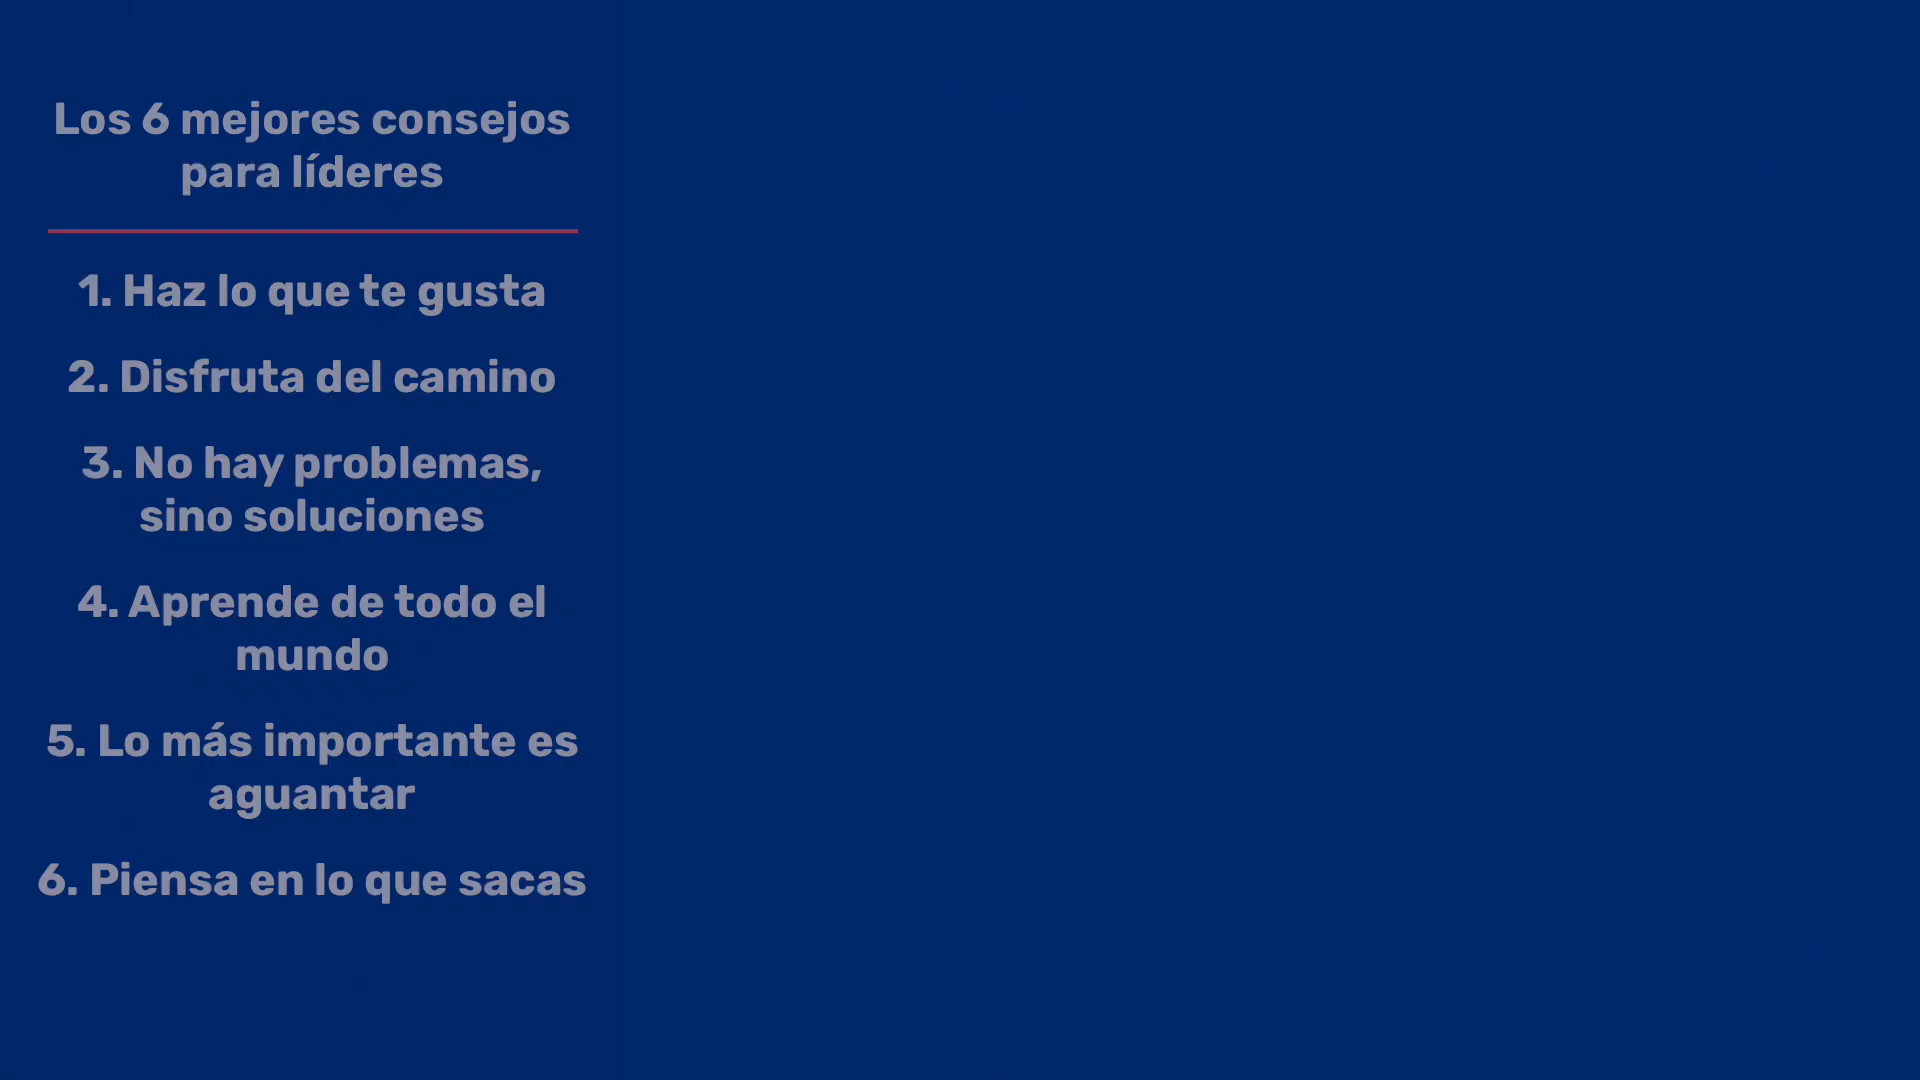 Los 6 mejores consejos
para líderes
1. Haz lo que te gusta
2. Disfruta del camino
3. No hay problemas,
sino soluciones
4. Aprende de todo el
mundo
5. Lo más importante es
aguantar
6. Piensa en lo que sacas